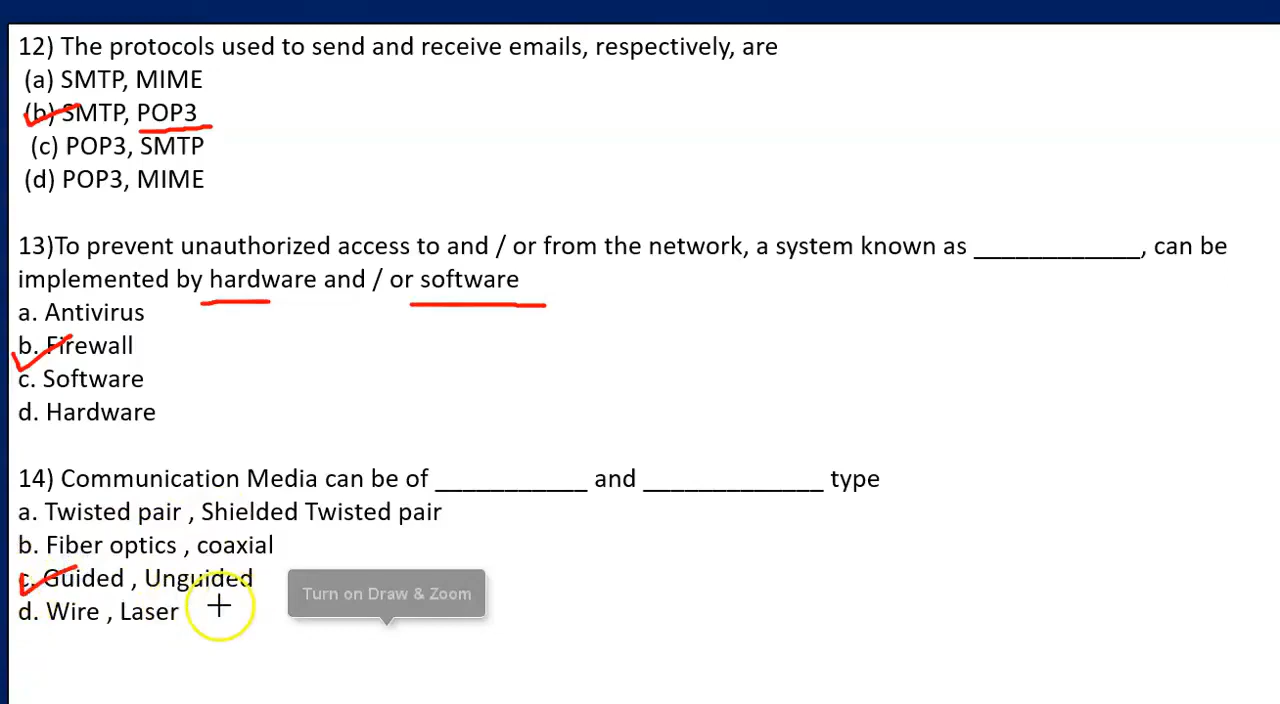 12) The protocols used to send and receive emails, respectively, are
(a) SMTP, MIME
(b) SMTP, POP3
(c) POP3, SMTP
(d) POP3, MIME
13)To prevent unauthorized access to and / or from the network, a system known as ____________, can be
implemented by hardware and / or software
a. Antivirus
b. Firewall
c. Software
d. Hardware
14) Communication Media can be of ___________ and _____________ type
a. Twisted pair , Shielded Twisted pair
b. Fiber optics , coaxial
c. Guided , Unguided
d. Wire , Laser
Turn on Draw & Zoom